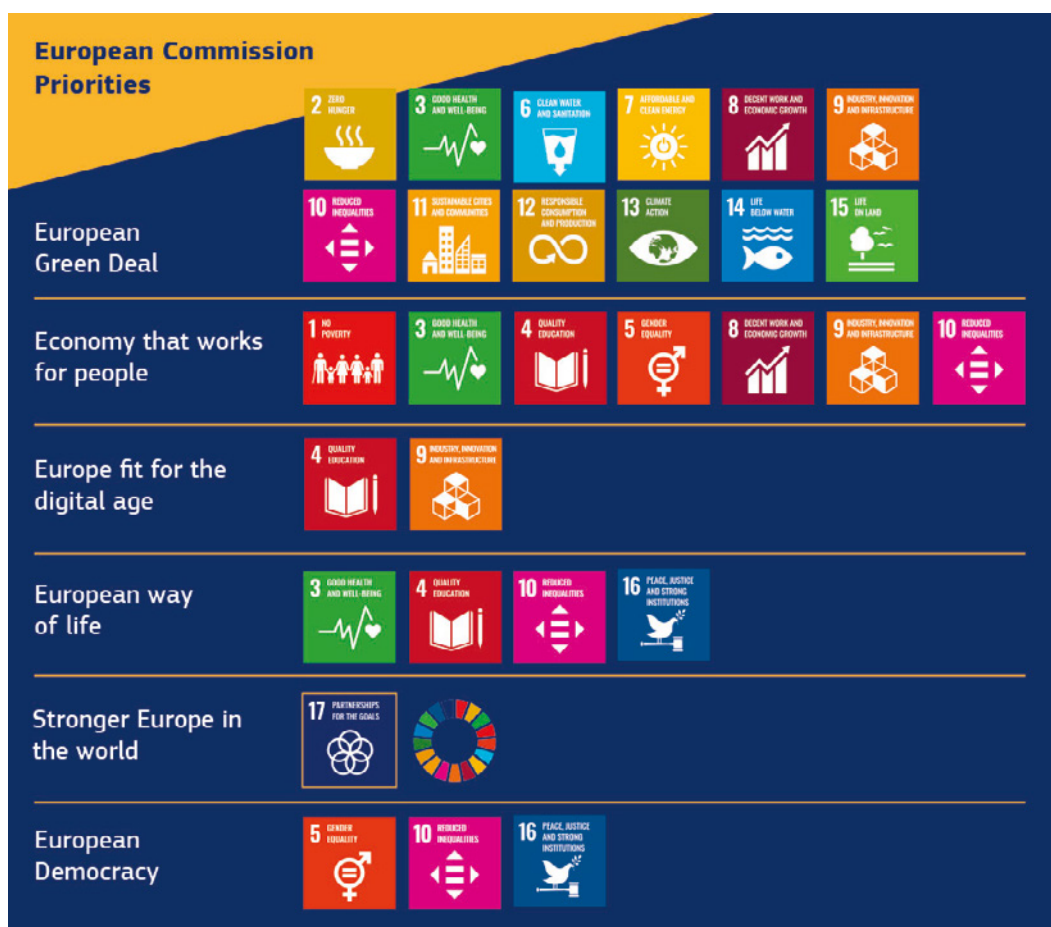 European Commission
Priorities
2 ZERO
HUNGER
3 GOOD HEALTH
AND WELL-BEING
6 CLEAN WATER
AND SANITATION
7 AFFORDABLE AND
CLEAN ENERGY
8 DECENT WORK AND
ECONOMIC GROWTH
9 INDUSTRY, INNOVATION
AND INFRASTRUCTURE
European
Green Deal
10 REDUCED
INEQUALITIES
11 SUSTAINABLE CITIES
AND COMMUNITIES
12 RESPONSIBLE
CONSUMPTION
AND PRODUCTION
13 CLIMATE
ACTION
14 LIFE
BELOW WATER
15 LIFE
ON LAND
Economy that works
for people
1 NO
POVERTY
3 GOOD HEALTH
AND WELL-BEING
4 QUALITY
EDUCATION
5 GENDER
EQUALITY
8 DECENT WORK AND
ECONOMIC GROWTH
9 INDUSTRY, INNOVATION
AND INFRASTRUCTURE
10 REDUCED
INEQUALITIES
Europe fit for the
digital age
4 QUALITY
EDUCATION
9 INDUSTRY, INNOVATION
AND INFRASTRUCTURE
European way
of life
3 GOOD HEALTH
AND WELL-BEING
4 QUALITY
EDUCATION
10 REDUCED
INEQUALITIES
16 PEACE, JUSTICE
AND STRONG
INSTITUTIONS
Stronger Europe in
the world
17 PARTNERSHIPS
FOR THE GOALS
European
Democracy
5 GENDER
EQUALITY
10 REDUCED
INEQUALITIES
16 PEACE, JUSTICE
AND STRONG
INSTITUTIONS